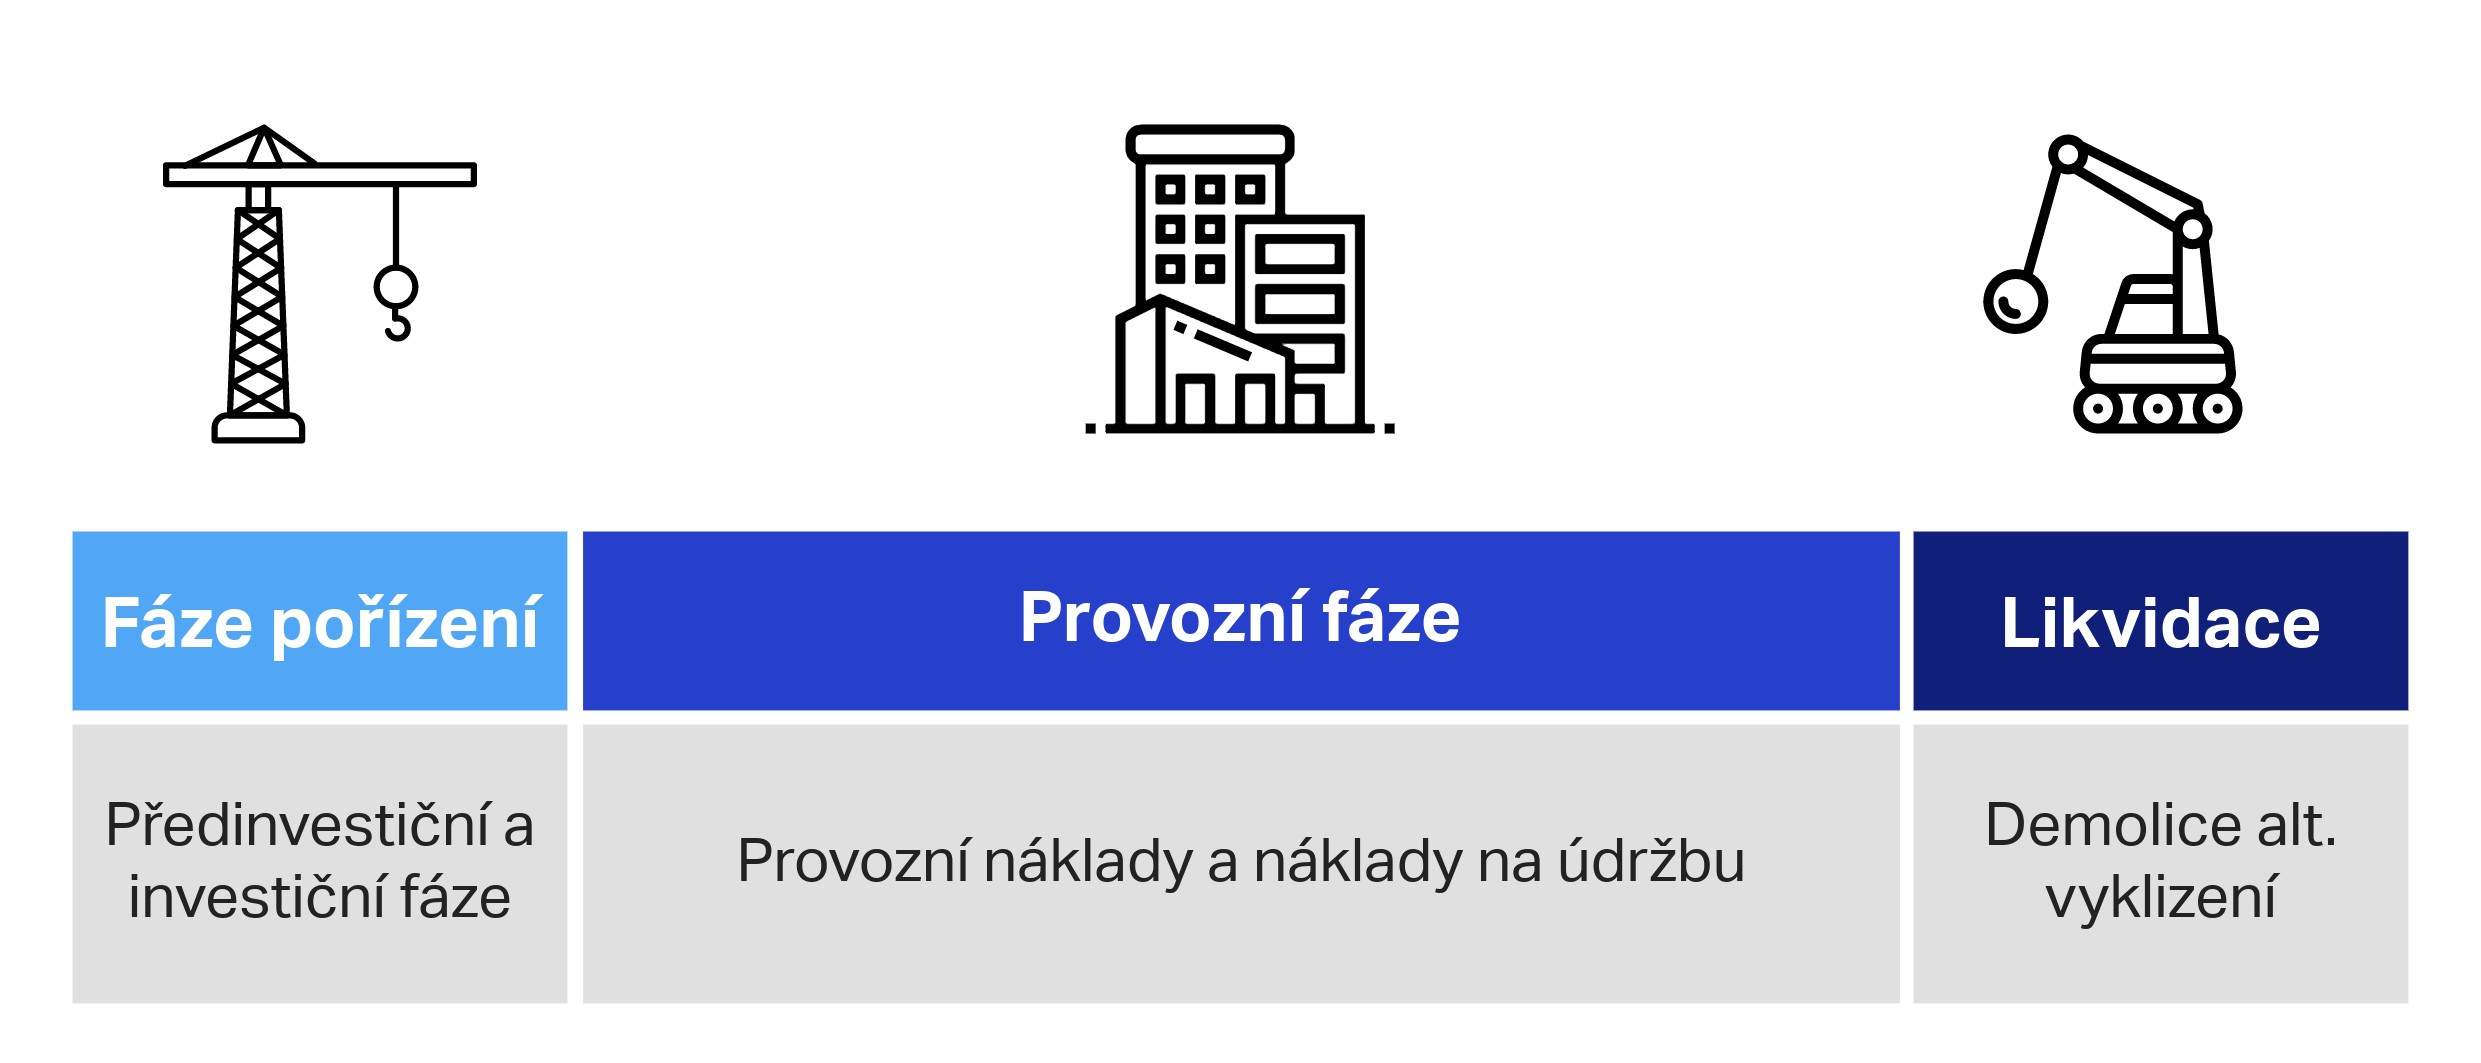 Fáze pořízení
Provozní fáze
Likvidace
Předinvestiční a
investiční fáze
Provozní náklady a náklady na údržbu
Demolice alt.
vyklizení